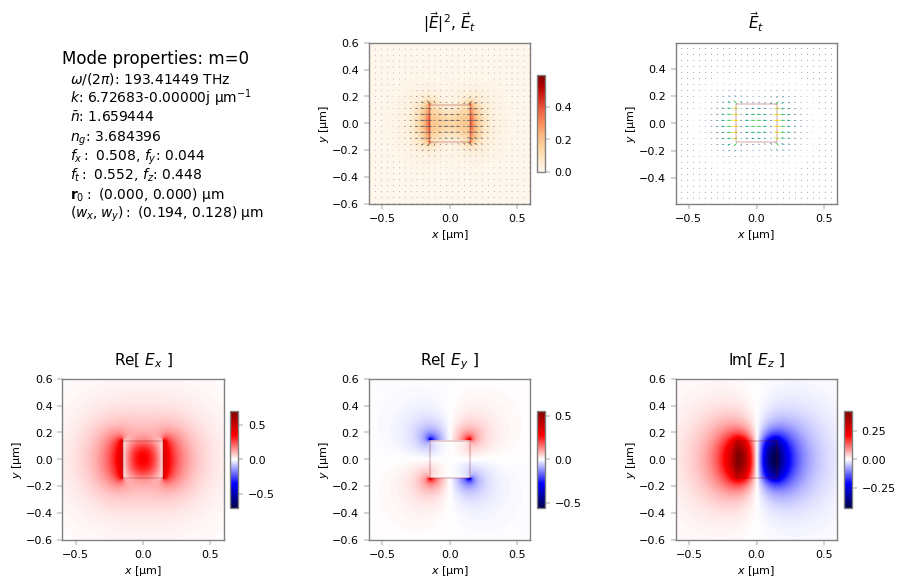 Mode properties: m=0
ω/(2π): 193.41449 THz
k: 6.72683-0.00000j μm⁻¹
n̄: 1.659444
n_g: 3.684396
f_x: 0.508, f_y: 0.044
f_t: 0.552, f_z: 0.448
r₀: (0.000, 0.000) μm
(w_x, w_y): (0.194, 0.128) μm
|E⃗|², E⃗_t
0.6
0.4
0.2
0.0
−0.2
−0.4
−0.6
y [μm]
−0.5
0.0
0.5
x [μm]
0.4
0.2
0.0
E⃗_t
0.4
0.2
0.0
−0.2
−0.4
y [μm]
−0.5
0.0
0.5
x [μm]
Re[ E_x ]
0.6
0.4
0.2
0.0
−0.2
−0.4
−0.6
y [μm]
−0.5
0.0
0.5
x [μm]
0.5
0.0
−0.5
Re[ E_y ]
0.6
0.4
0.2
0.0
−0.2
−0.4
−0.6
y [μm]
−0.5
0.0
0.5
x [μm]
0.5
0.0
−0.5
Im[ E_z ]
0.6
0.4
0.2
0.0
−0.2
−0.4
−0.6
y [μm]
−0.5
0.0
0.5
x [μm]
0.25
0.00
−0.25